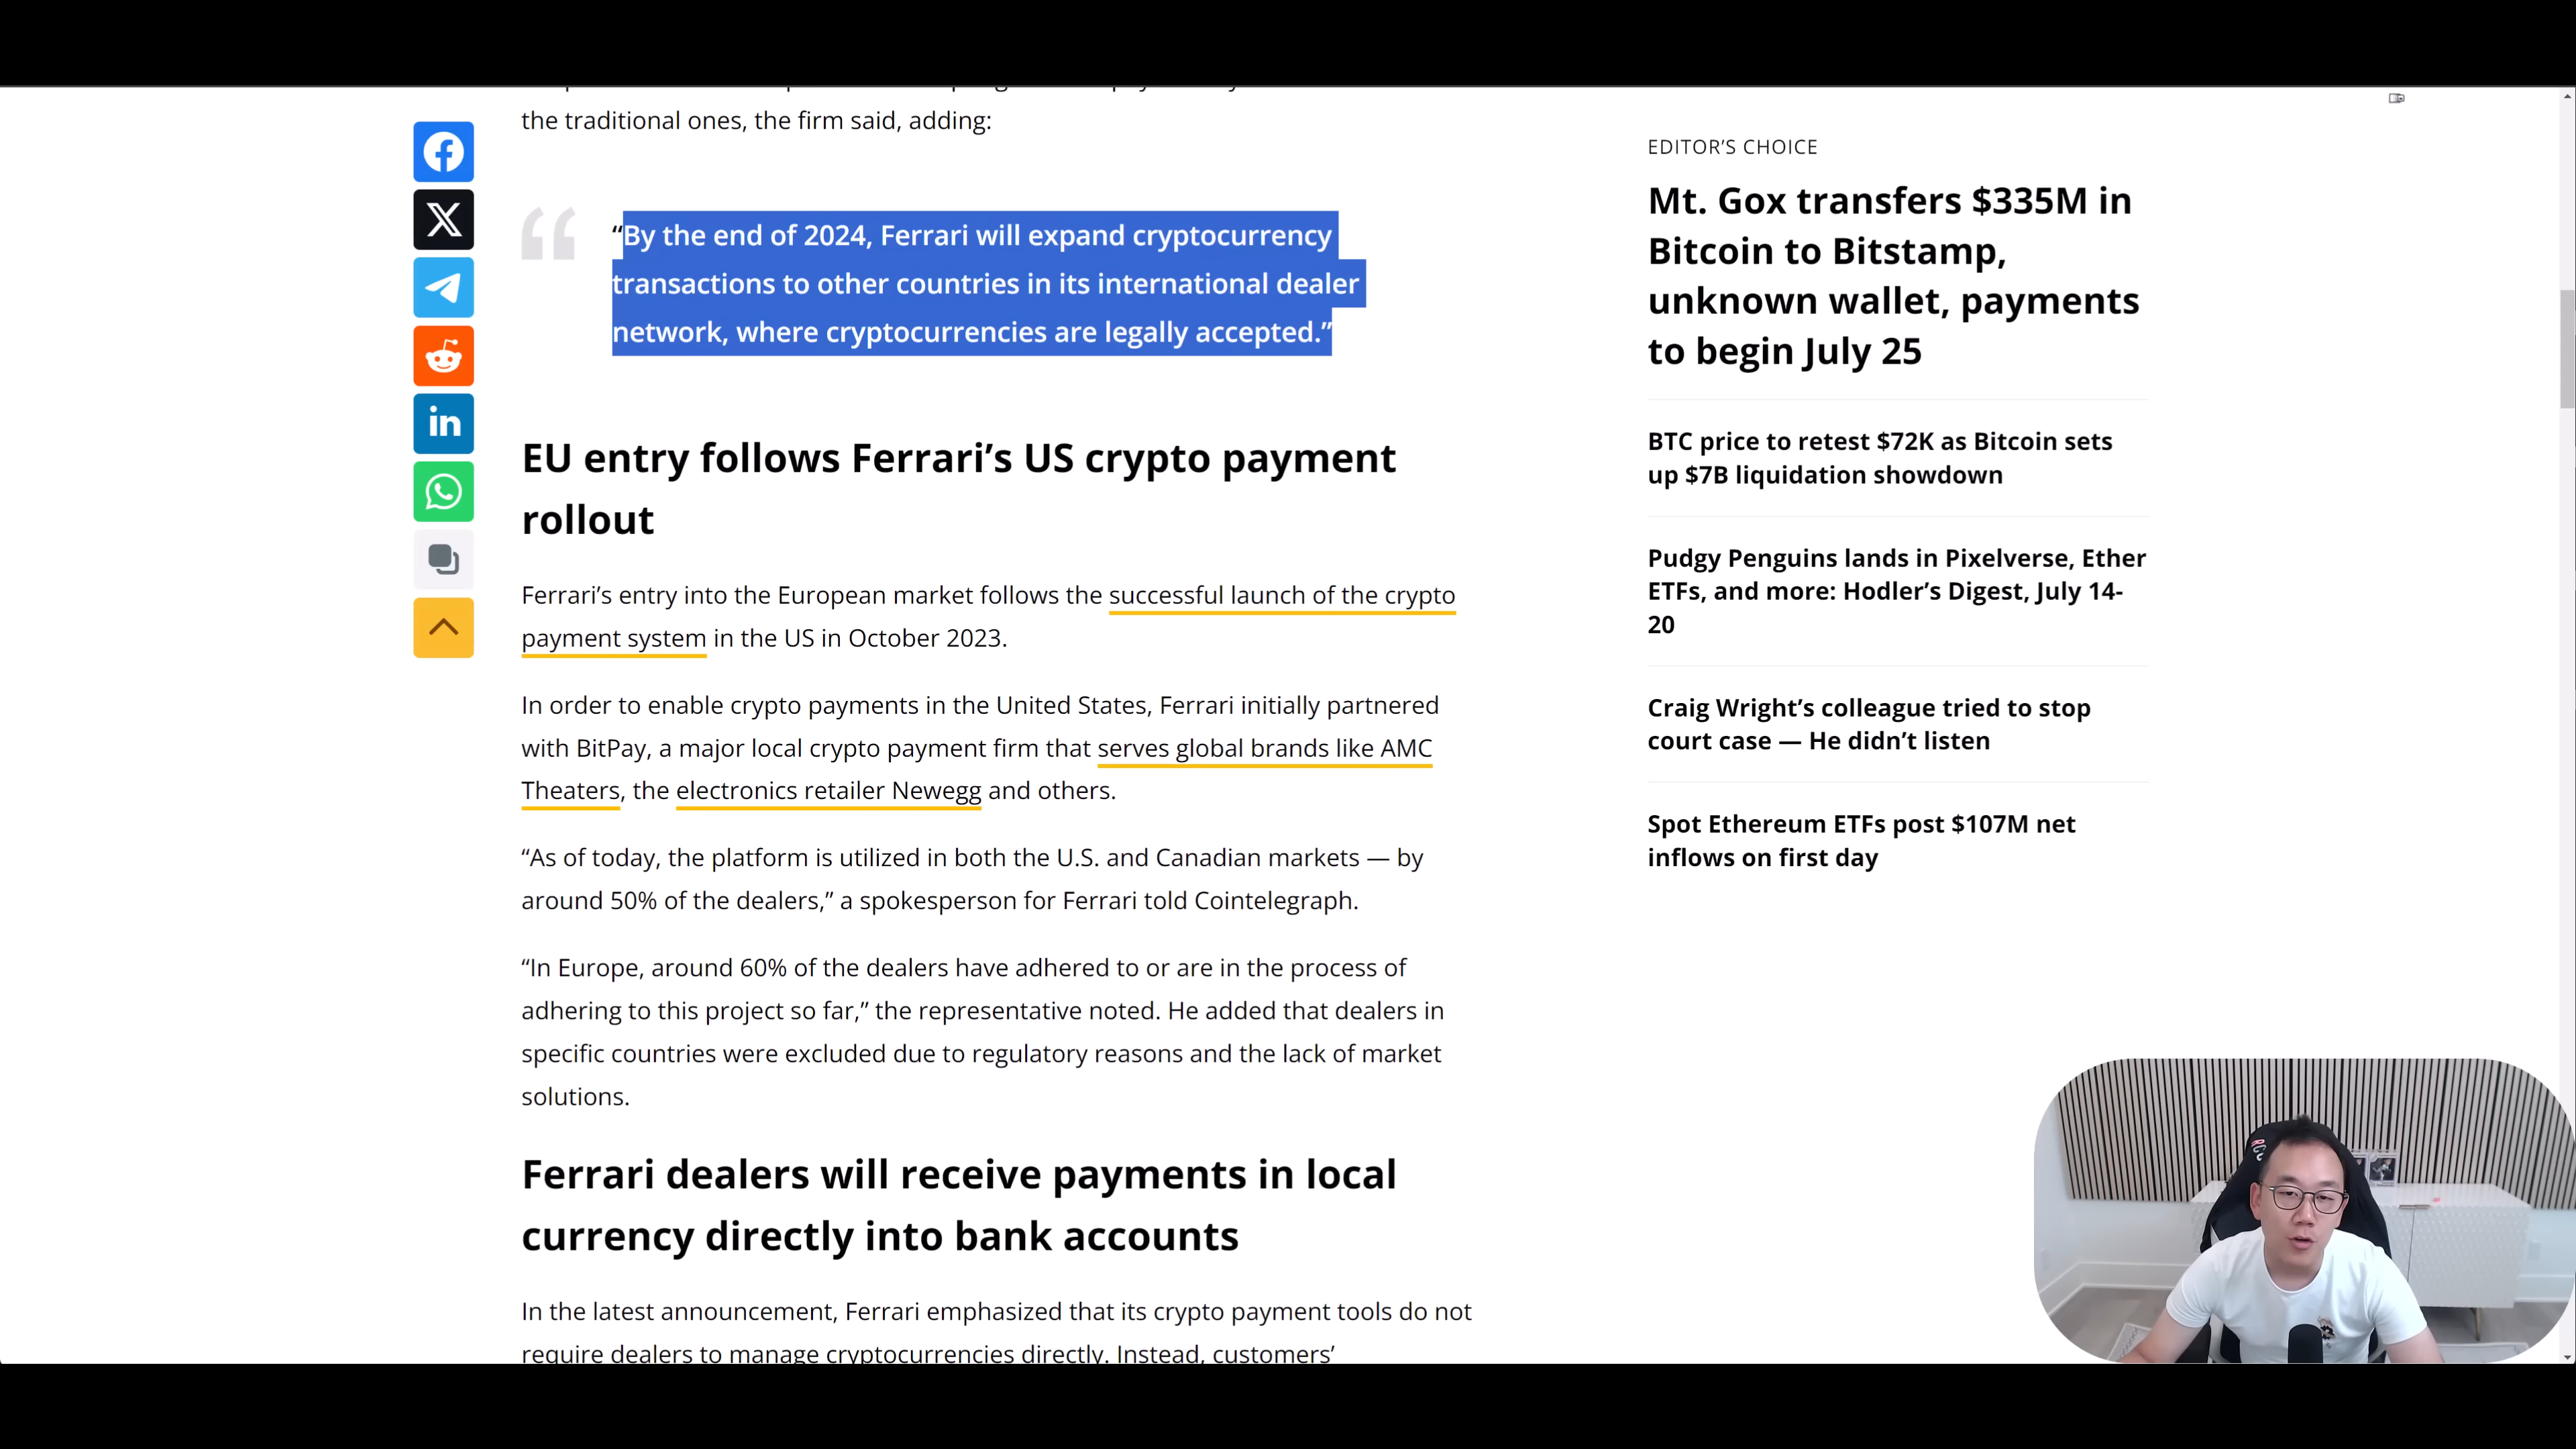 the traditional ones, the firm said, adding:
“By the end of 2024, Ferrari will expand cryptocurrency
transactions to other countries in its international dealer
network, where cryptocurrencies are legally accepted.”
EU entry follows Ferrari’s US crypto payment
rollout
Ferrari’s entry into the European market follows the successful launch of the crypto
payment system in the US in October 2023.
In order to enable crypto payments in the United States, Ferrari initially partnered
with BitPay, a major local crypto payment firm that serves global brands like AMC
Theaters, the electronics retailer Newegg and others.
“As of today, the platform is utilized in both the U.S. and Canadian markets — by
around 50% of the dealers,” a spokesperson for Ferrari told Cointelegraph.
“In Europe, around 60% of the dealers have adhered to or are in the process of
adhering to this project so far,” the representative noted. He added that dealers in
specific countries were excluded due to regulatory reasons and the lack of market
solutions.
Ferrari dealers will receive payments in local
currency directly into bank accounts
In the latest announcement, Ferrari emphasized that its crypto payment tools do not
require dealers to manage cryptocurrencies directly. Instead, customers’
EDITOR’S CHOICE
Mt. Gox transfers $335M in
Bitcoin to Bitstamp,
unknown wallet, payments
to begin July 25
BTC price to retest $72K as Bitcoin sets
up $7B liquidation showdown
Pudgy Penguins lands in Pixelverse, Ether
ETFs, and more: Hodler’s Digest, July 14-
20
Craig Wright’s colleague tried to stop
court case — He didn’t listen
Spot Ethereum ETFs post $107M net
inflows on first day